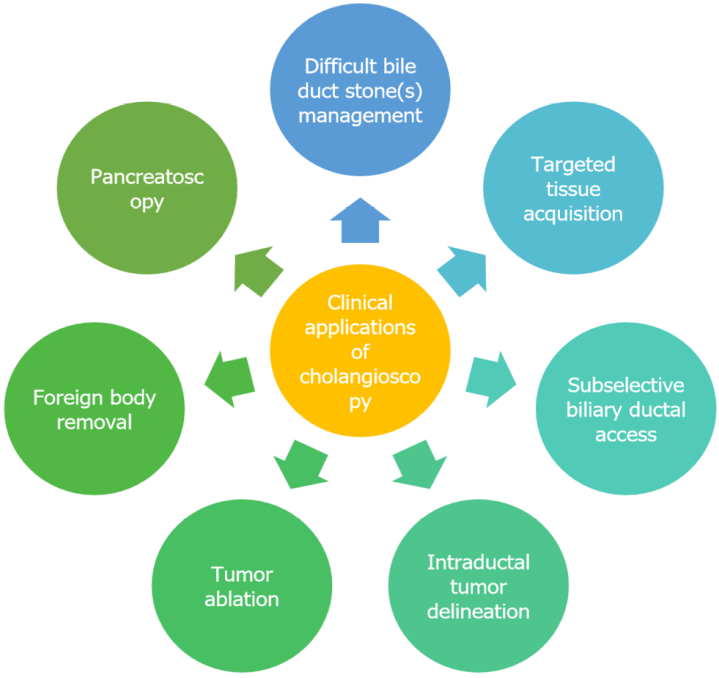 Difficult bile
duct stone(s)
management
Targeted
tissue
acquisition
Subselective
biliary ductal
access
Intraductal
tumor
delineation
Tumor
ablation
Foreign body
removal
Pancreatosc
opy
Clinical
applications
of
cholangiosco
py